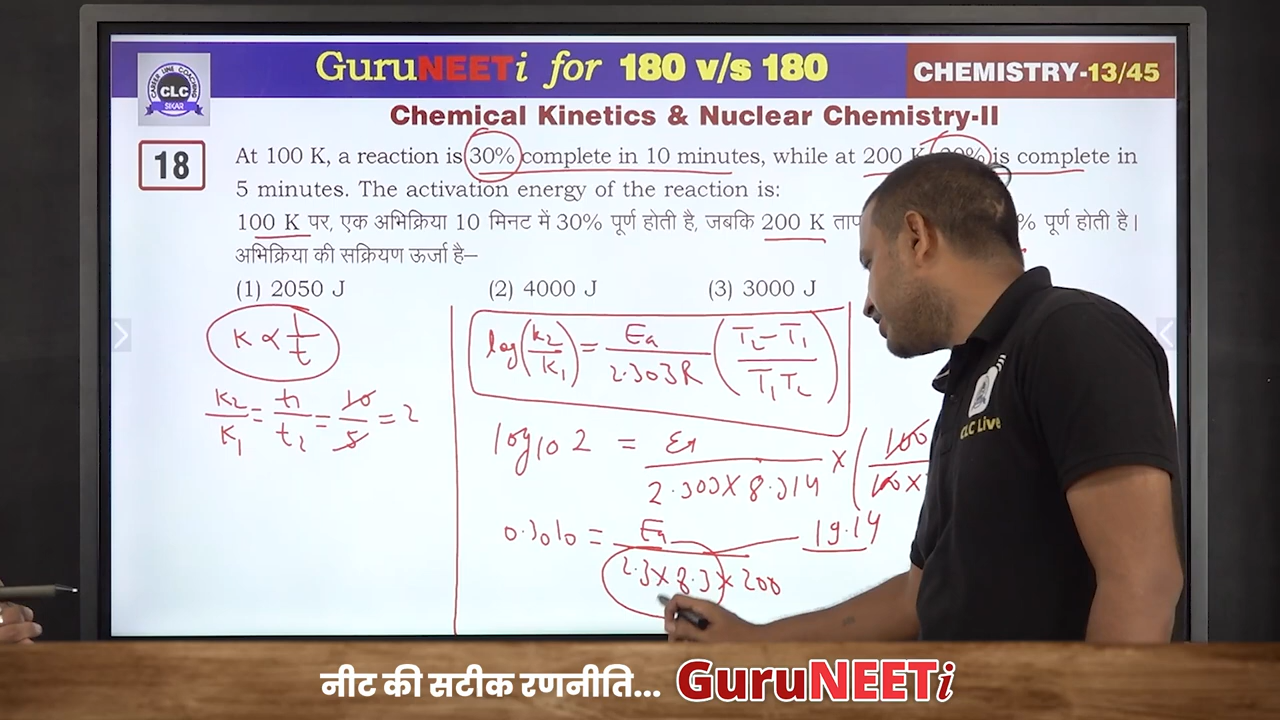 GuruNEETi for 180 v/s 180
CHEMISTRY-13/45
CAREER LINE COACHING
CLC
SIKAR
Chemical Kinetics & Nuclear Chemistry-II
18
At 100 K, a reaction is 30% complete in 10 minutes, while at 200 K is complete in
5 minutes. The activation energy of the reaction is:
100 K पर, एक अभिक्रिया 10 मिनट में 30% पूर्ण होती है, जबकि 200 K % पूर्ण होती है।
अभिक्रिया की सक्रियण ऊर्जा है–
(1) 2050 J (2) 4000 J (3) 3000 J
K ∝ 1/t
K2/K1 = t1/t2 = 10/5 = 2
log(K2/K1) = Ea/2.303R (T2-T1/T1T2)
log10 2 = Ea/2.303×8.314 × (100/100×
0.3010 = Ea/2.3×8.3×200 19.14
CLC Live
नीट की सटीक रणनीति... GuruNEETi